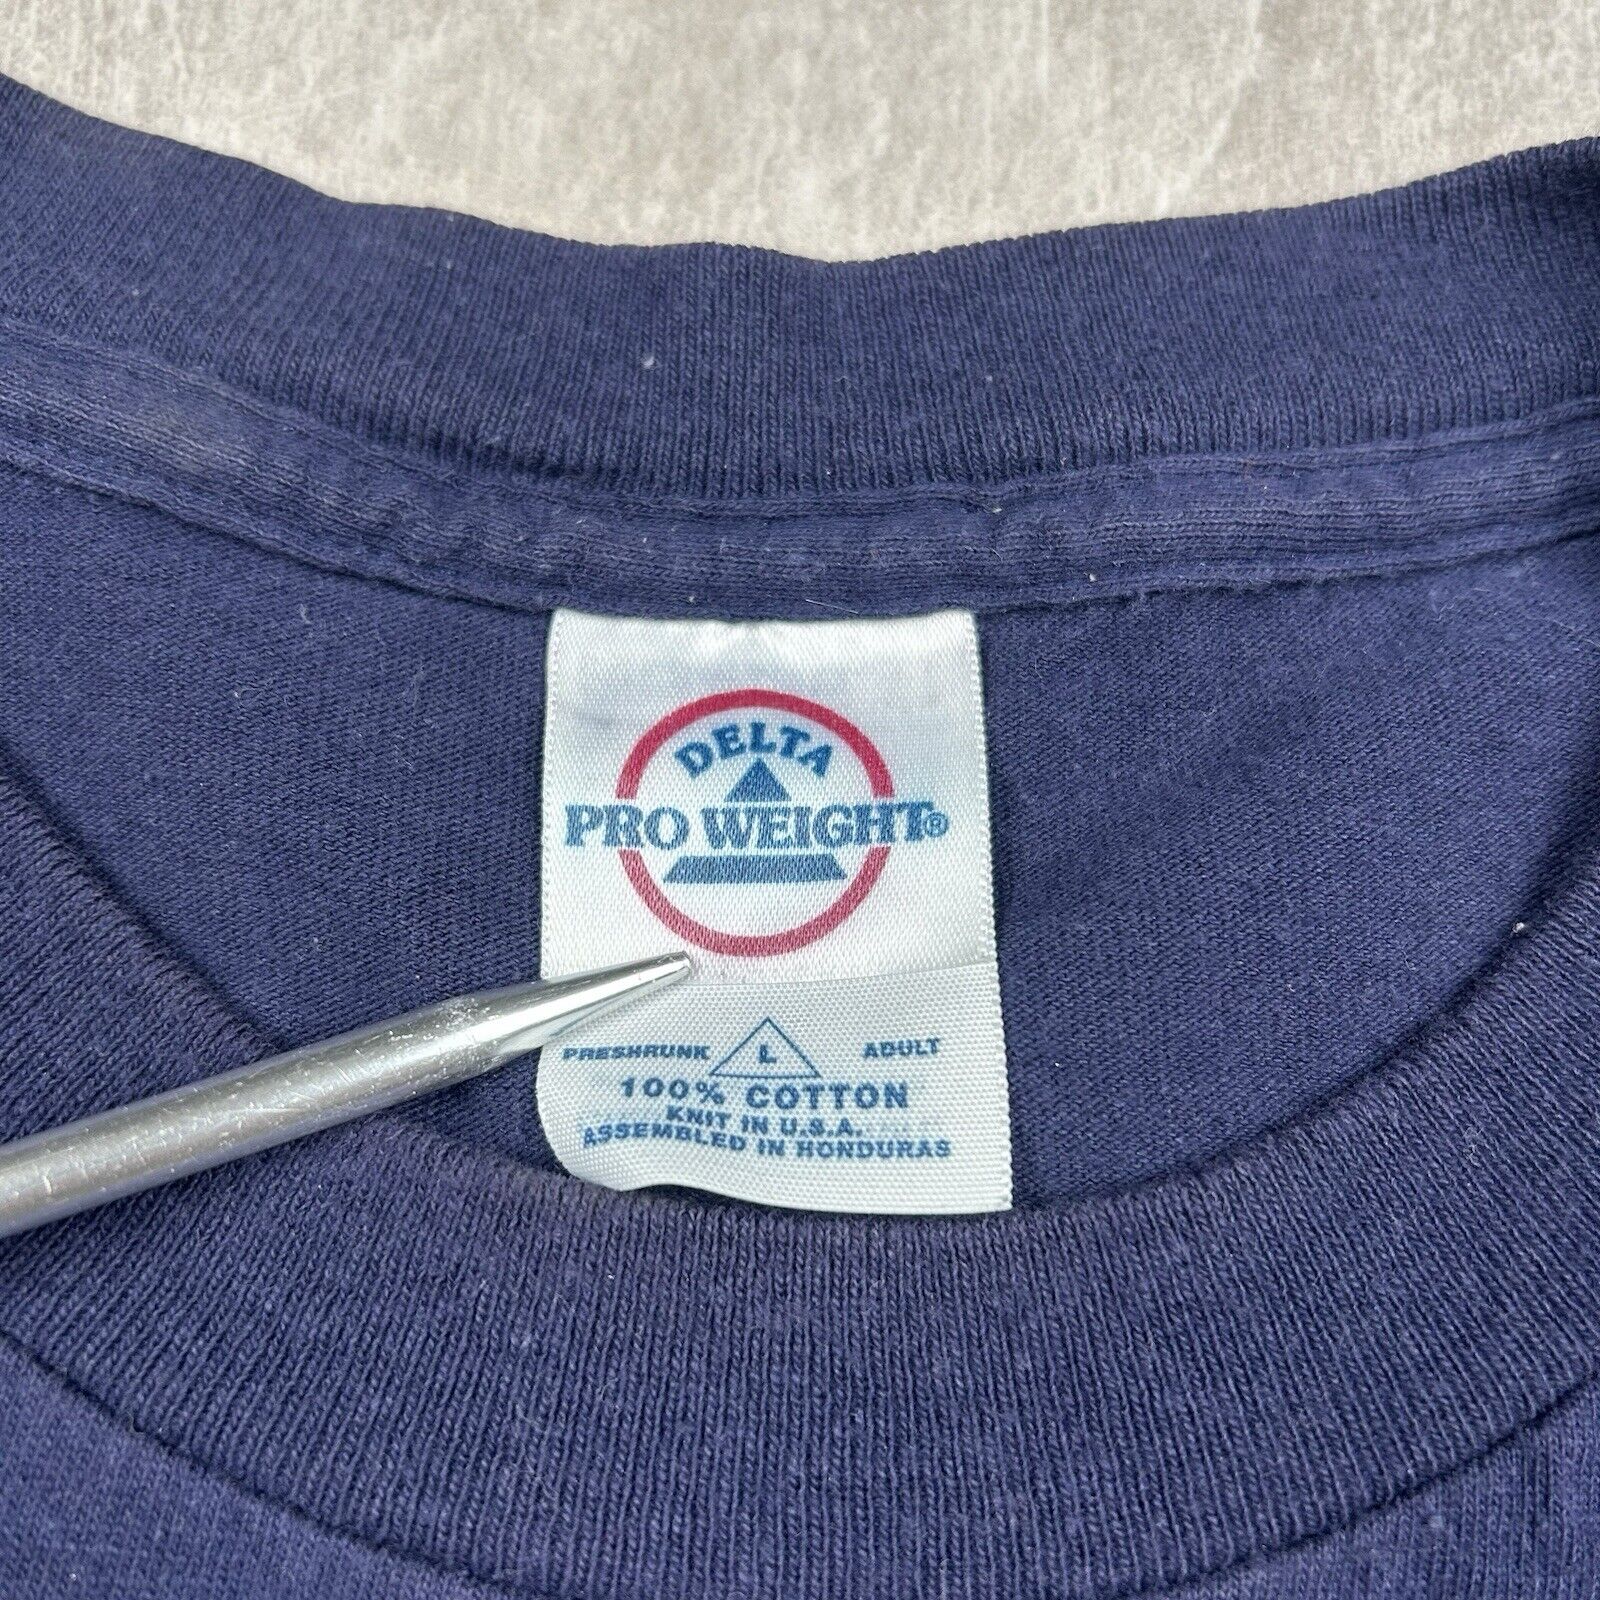 DELTA
PRO WEIGHT®
PRESHRUNK L ADULT
100% COTTON
KNIT IN U.S.A.
ASSEMBLED IN HONDURAS